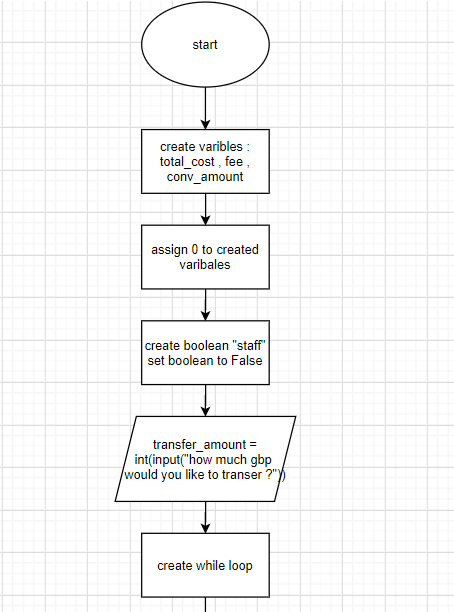 start
create varibles :
total_cost , fee ,
conv_amount
assign 0 to created
varibales
create boolean "staff"
set boolean to False
transfer_amount =
int(input("how much gbp
would you like to transer ?"))
create while loop